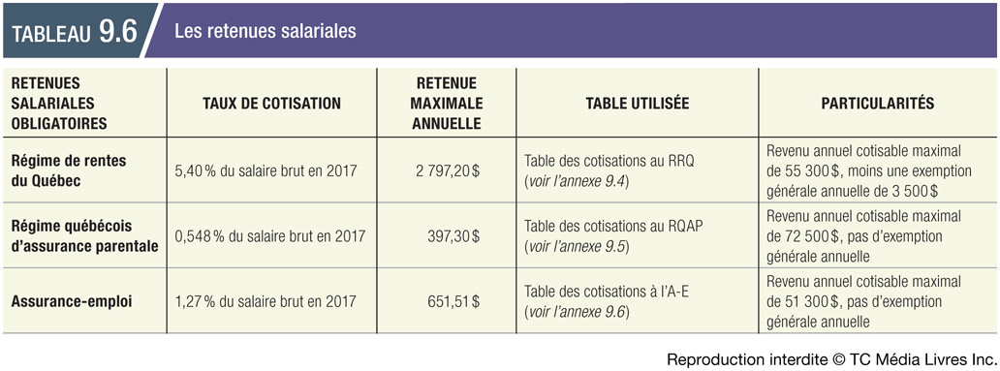 TABLEAU 9.6
Les retenues salariales
RETENUES
SALARIALES
OBLIGATOIRES
TAUX DE COTISATION
RETENUE
MAXIMALE
ANNUELLE
TABLE UTILISÉE
PARTICULARITÉS
Régime de rentes
du Québec
5,40 % du salaire brut en 2017
2 797,20 $
Table des cotisations au RRQ
(voir l’annexe 9.4)
Revenu annuel cotisable maximal
de 55 300 $, moins une exemption
générale annuelle de 3 500 $
Régime québécois
d’assurance parentale
0,548 % du salaire brut en 2017
397,30 $
Table des cotisations au RQAP
(voir l’annexe 9.5)
Revenu annuel cotisable maximal
de 72 500 $, pas d’exemption
générale annuelle
Assurance-emploi
1,27 % du salaire brut en 2017
651,51 $
Table des cotisations à l’A-E
(voir l’annexe 9.6)
Revenu annuel cotisable maximal
de 51 300 $, pas d’exemption
générale annuelle
Reproduction interdite © TC Média Livres Inc.